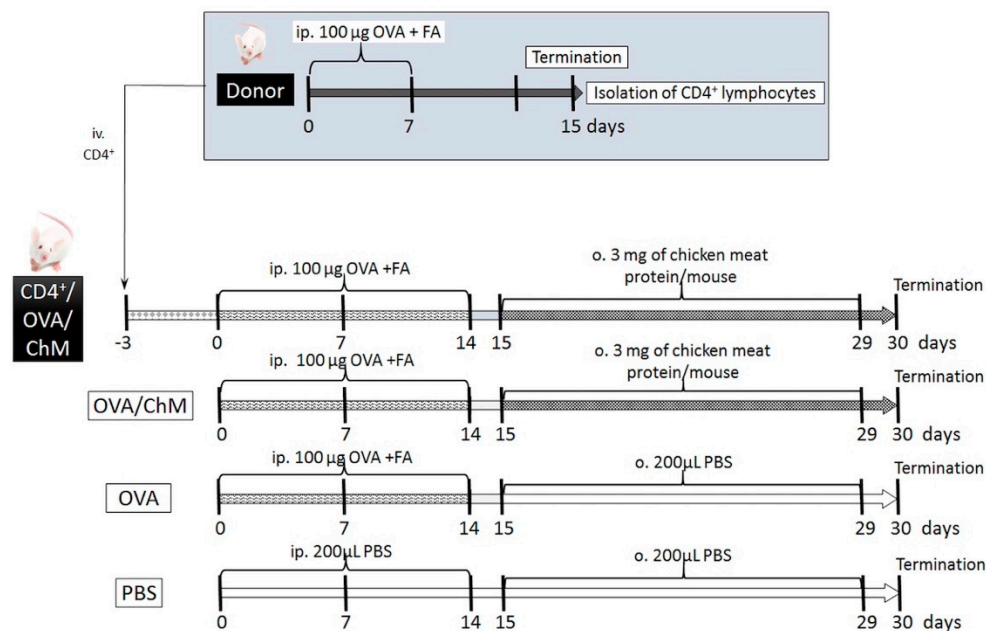 ip. 100 µg OVA + FA
Termination
Donor
Isolation of CD4⁺ lymphocytes
0 7 15 days
iv.
CD4⁺
CD4⁺/
OVA/
ChM
ip. 100 µg OVA +FA
o. 3 mg of chicken meat
protein/mouse
Termination
-3 0 7 14 15 29 30 days
OVA/ChM
ip. 100 µg OVA +FA
o. 3 mg of chicken meat
protein/mouse
Termination
0 7 14 15 29 30 days
OVA
ip. 100 µg OVA +FA
o. 200µL PBS
Termination
0 7 14 15 29 30 days
PBS
ip. 200µL PBS
o. 200µL PBS
Termination
0 7 14 15 29 30 days